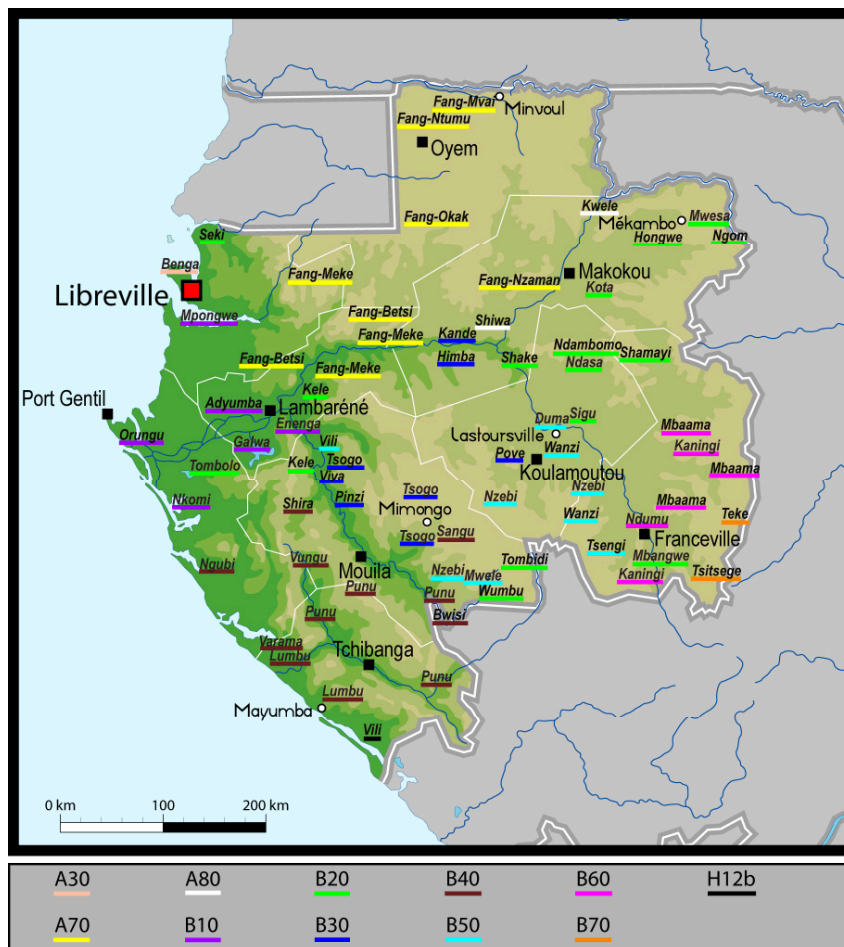 Fang-Mvai
Minvoul
Fang-Ntumu
Oyem
Kwele
Fang-Okak
Mékambo
Mwesa
Seki
Hongwe
Ngom
Benga
Fang-Meke
Fang-Nzaman
Makokou
Libreville
Kota
Mpongwe
Fang-Betsi
Shiwa
Fang-Meke
Kande
Ndambomo
Fang-Betsi
Himba
Shake
Ndasa
Shamayi
Fang-Meke
Kele
Port Gentil
Adyumba
Lambaréné
Duma
Sigu
Enenga
Mbaama
Orungu
Galwa
Vili
Lastoursville
Wanzi
Kaningi
Tombolo
Kele
Tsogo
Pove
Koulamoutou
Mbaama
Viva
Tsogo
Nzebi
Nzebi
Nkomi
Shira
Pinzi
Mimongo
Wanzi
Mbaama
Ndumu
Teke
Tsogo
Sangu
Franceville
Ngubi
Vungu
Mouila
Tombidi
Tsengi
Mbangwe
Punu
Nzebi
Mwele
Kaningi
Tsitsege
Punu
Wumbu
Punu
Bwisi
Varama
Lumbu
Tchibanga
Punu
Lumbu
Mayumba
Vili
0 km 100 200 km
A30 A80 B20 B40 B60 H12b
A70 B10 B30 B50 B70